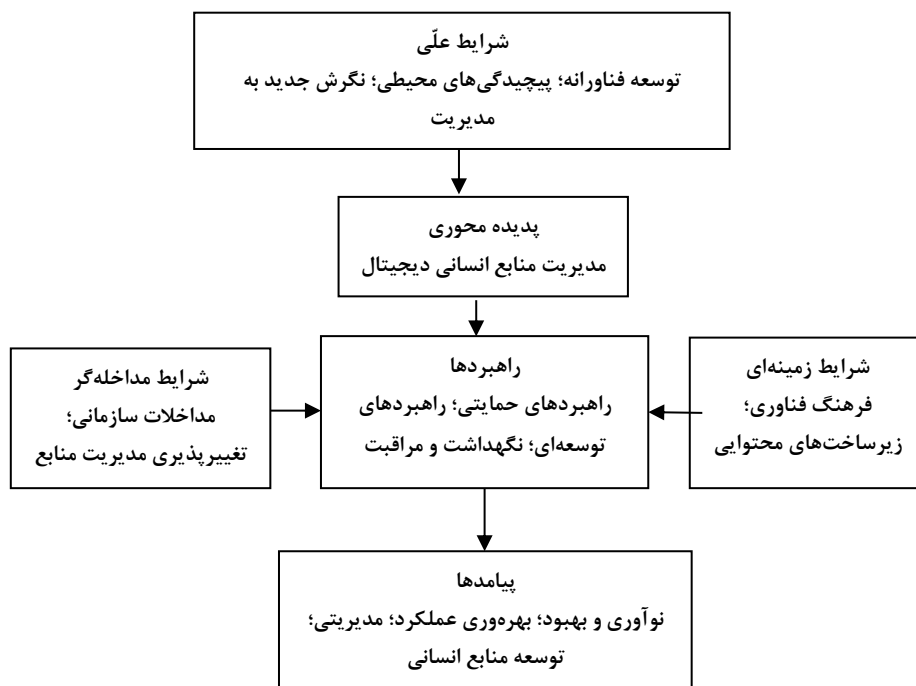 شرایط علّی
توسعه فناورانه؛ پیچیدگی‌های محیطی؛ نگرش جدید به
مدیریت
پدیده محوری
مدیریت منابع انسانی دیجیتال
شرایط زمینه‌ای
فرهنگ فناوری؛
زیرساخت‌های محتوایی
راهبردها
راهبردهای حمایتی؛ راهبردهای
توسعه‌ای؛ نگهداشت و مراقبت
شرایط مداخله‌گر
مداخلات سازمانی؛
تغییرپذیری مدیریت منابع
پیامدها
نوآوری و بهبود؛ بهره‌وری عملکرد؛ مدیریتی؛
توسعه منابع انسانی